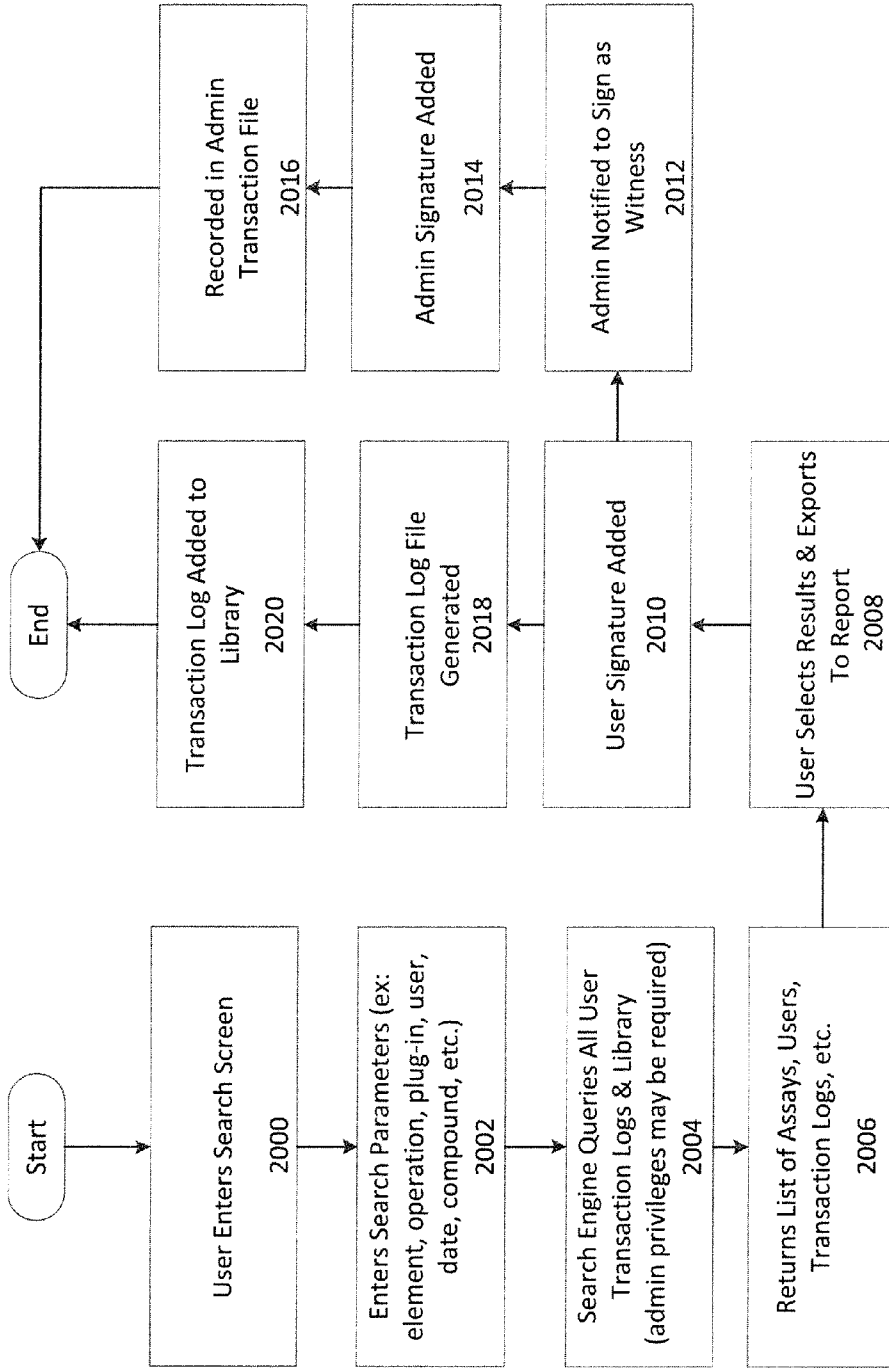 Start
User Enters Search Screen
2000
Enters Search Parameters (ex:
element, operation, plug-in, user,
date, compound, etc.)
2002
Search Engine Queries All User
Transaction Logs & Library
(admin privileges may be required)
2004
Returns List of Assays, Users,
Transaction Logs, etc.
2006
User Selects Results & Exports
To Report
2008
User Signature Added
2010
Transaction Log File
Generated
2018
Transaction Log Added to
Library
2020
End
Admin Notified to Sign as
Witness
2012
Admin Signature Added
2014
Recorded in Admin
Transaction File
2016